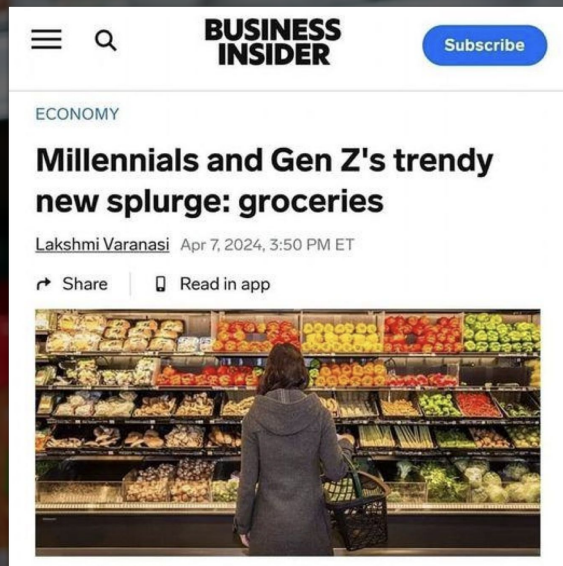 BUSINESS
INSIDER
Subscribe
ECONOMY
Millennials and Gen Z's trendy
new splurge: groceries
Lakshmi Varanasi Apr 7, 2024, 3:50 PM ET
Share
Read in app